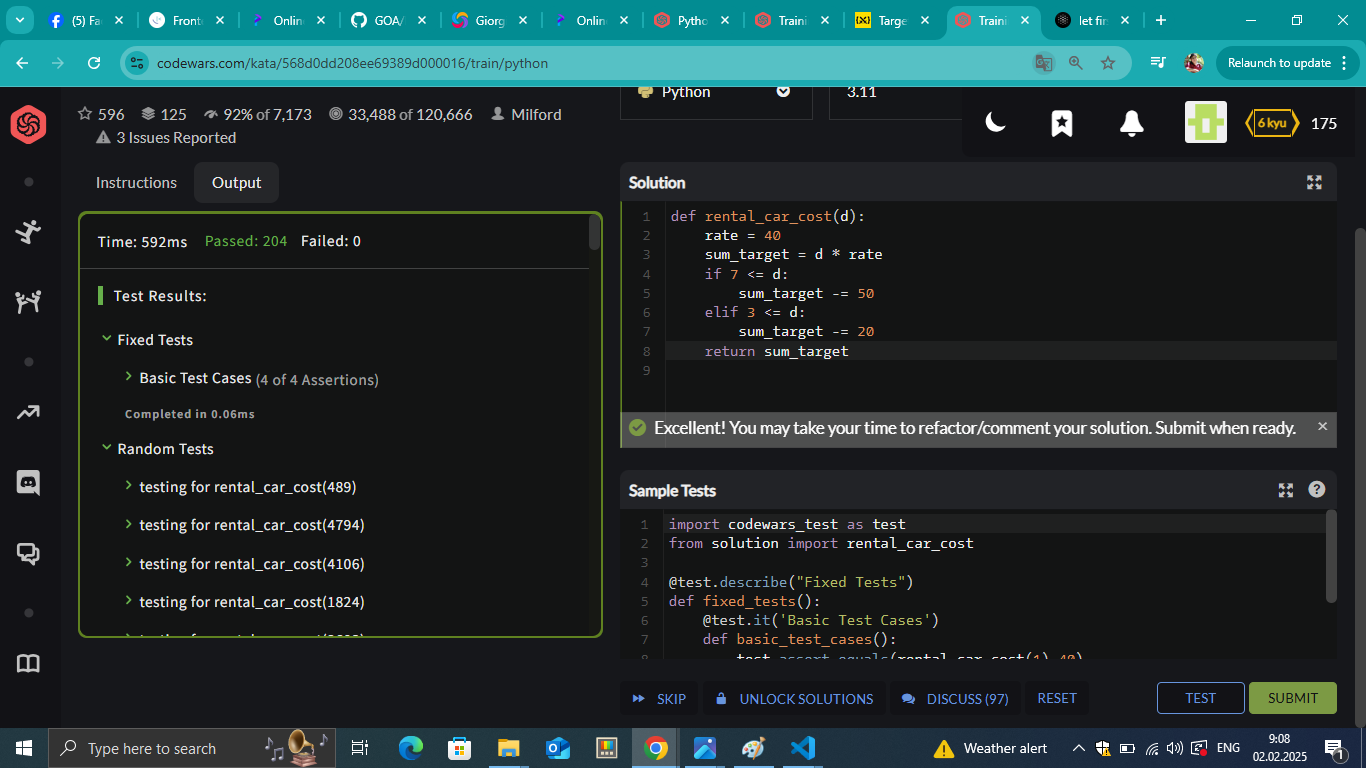 (5) Fa
Fronte
Onlin
GOA/
Giorg
Onlin
Pytho
Traini
Targe
Traini
let fin
codewars.com/kata/568d0dd208ee69389d000016/train/python
Relaunch to update
596 125 92% of 7,173 33,488 of 120,666 Milford
3 Issues Reported
Python
3.11
6 kyu 175
Instructions
Output
Time: 592ms Passed: 204 Failed: 0
Test Results:
Fixed Tests
Basic Test Cases (4 of 4 Assertions)
Completed in 0.06ms
Random Tests
testing for rental_car_cost(489)
testing for rental_car_cost(4794)
testing for rental_car_cost(4106)
testing for rental_car_cost(1824)
Solution
1 def rental_car_cost(d):
2 rate = 40
3 sum_target = d * rate
4 if 7 <= d:
5 sum_target -= 50
6 elif 3 <= d:
7 sum_target -= 20
8 return sum_target
9
Excellent! You may take your time to refactor/comment your solution. Submit when ready.
Sample Tests
1 import codewars_test as test
2 from solution import rental_car_cost
3
4 @test.describe("Fixed Tests")
5 def fixed_tests():
6 @test.it('Basic Test Cases')
7 def basic_test_cases():
8 test.assert_equals(rental_car_cost(1),40)
SKIP
UNLOCK SOLUTIONS
DISCUSS (97)
RESET
TEST
SUBMIT
Type here to search
Weather alert
ENG
9:08
02.02.2025
1